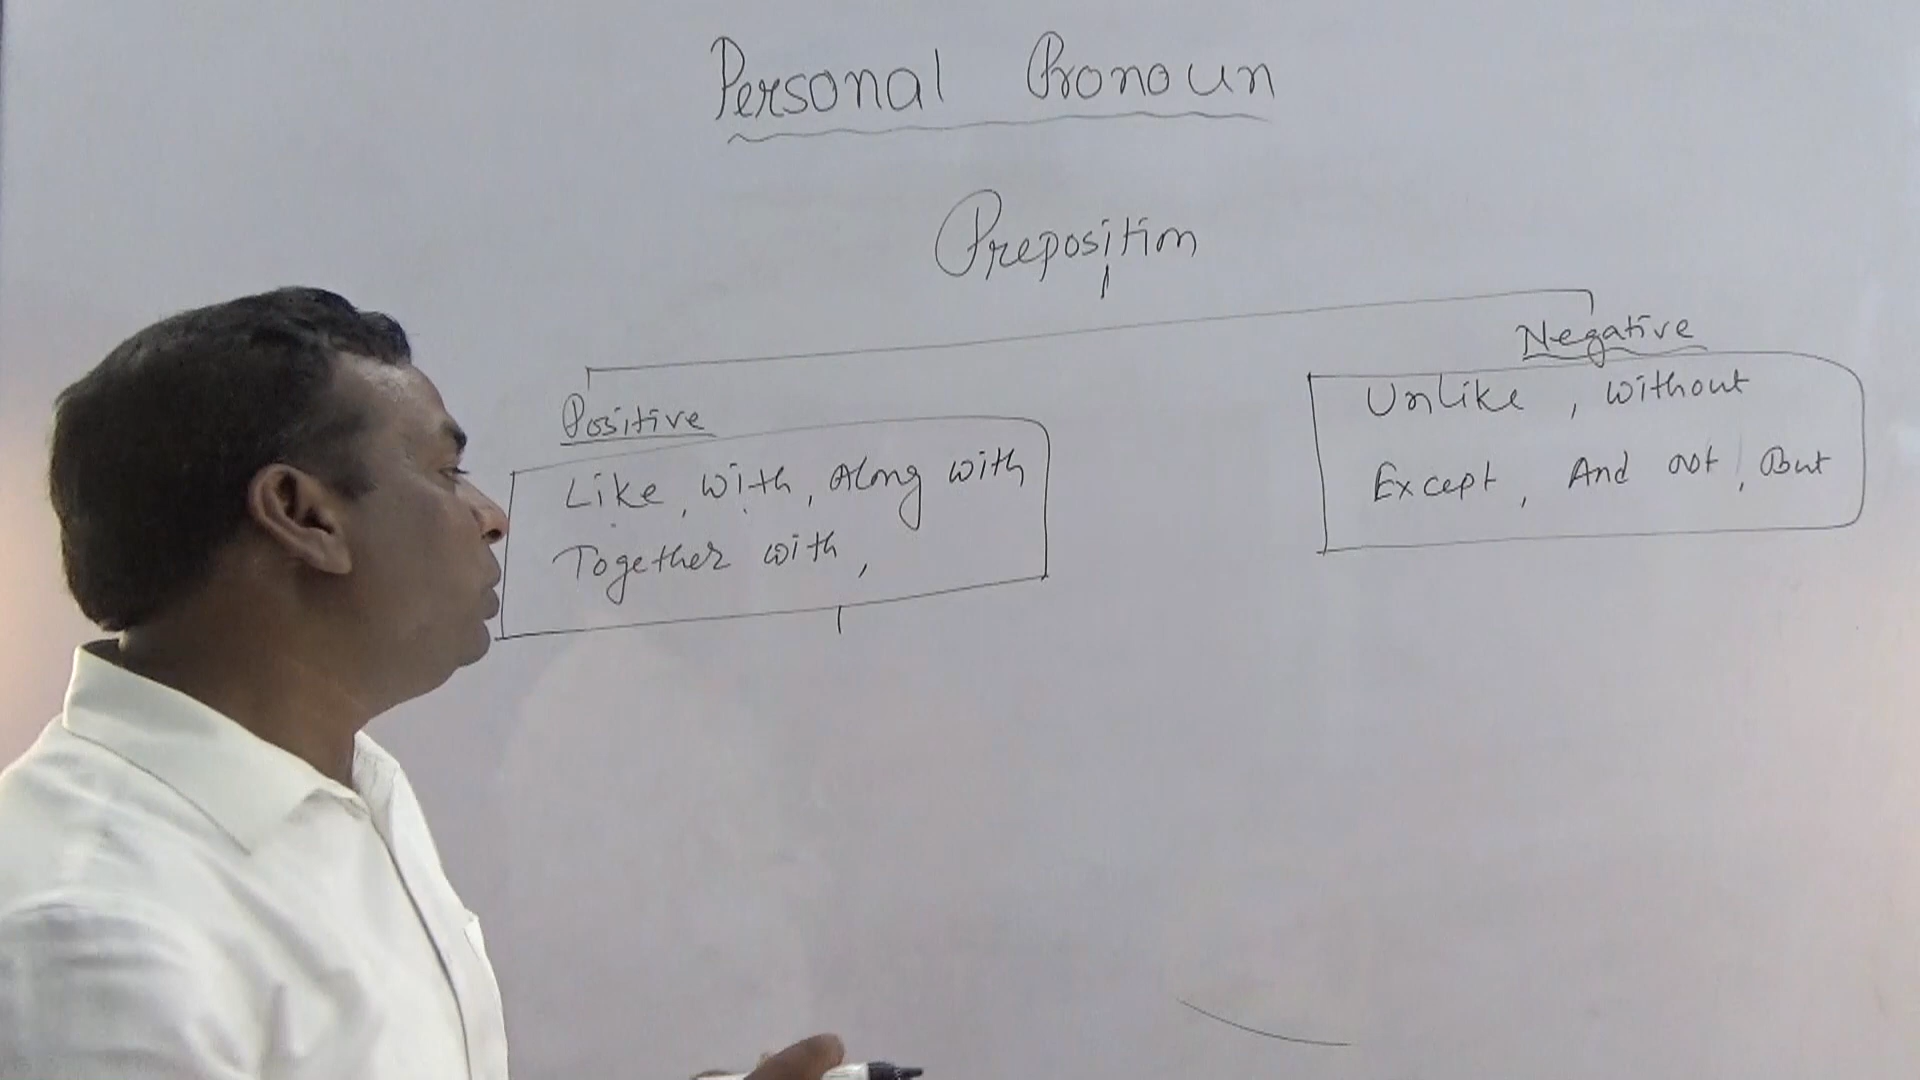 Personal Pronoun
Preposition
Positive
Like, with, Along with
Together with,
Negative
Unlike, without
Except, And not, But